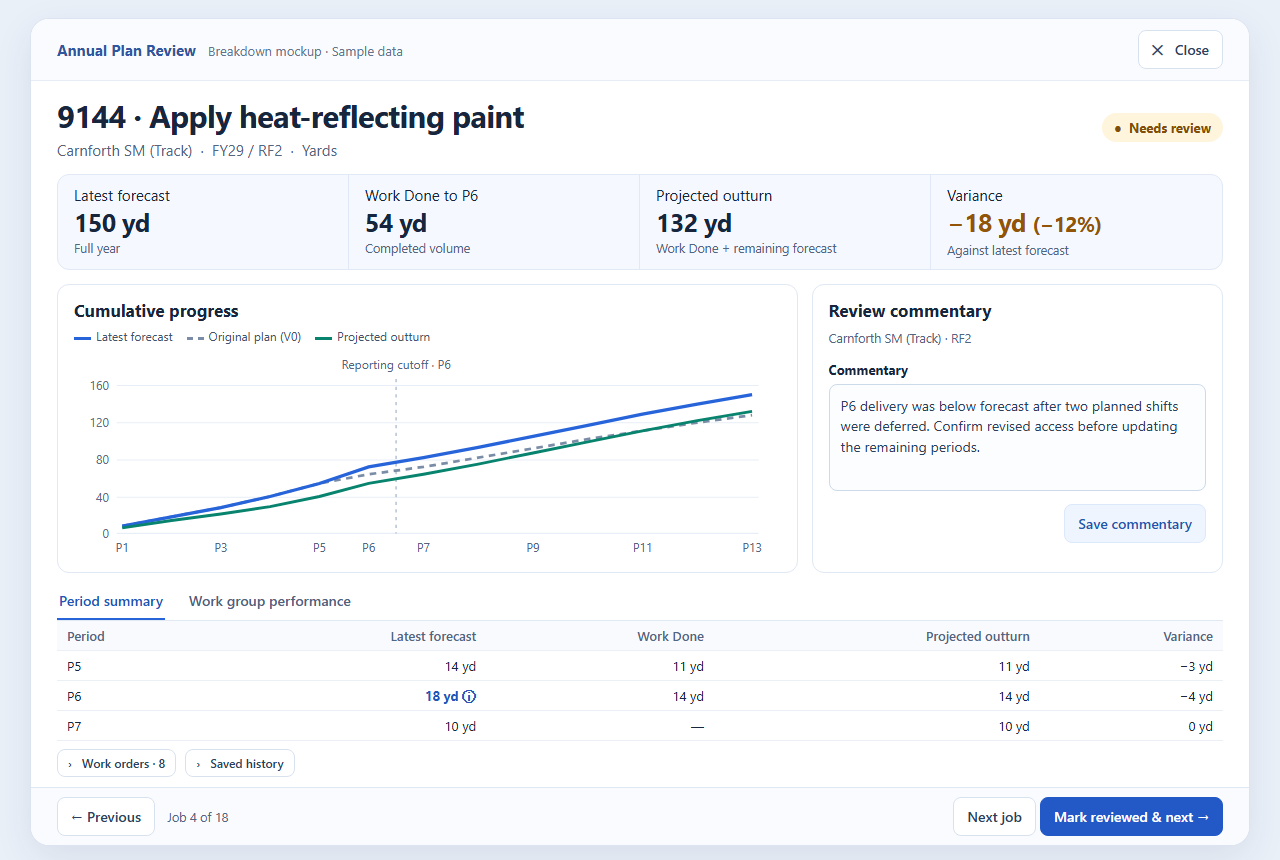 Annual Plan Review Breakdown mockup · Sample data
× Close
9144 · Apply heat-reflecting paint
Carnforth SM (Track) · FY29 / RF2 · Yards
● Needs review
Latest forecast
150 yd
Full year
Work Done to P6
54 yd
Completed volume
Projected outturn
132 yd
Work Done + remaining forecast
Variance
−18 yd (−12%)
Against latest forecast
Cumulative progress
Latest forecast Original plan (V0) Projected outturn
Reporting cutoff · P6
160
120
80
40
0
P1 P3 P5 P6 P7 P9 P11 P13
Review commentary
Carnforth SM (Track) · RF2
Commentary
P6 delivery was below forecast after two planned shifts
were deferred. Confirm revised access before updating
the remaining periods.
Save commentary
Period summary Work group performance
Period Latest forecast Work Done Projected outturn Variance
P5 14 yd 11 yd 11 yd −3 yd
P6 18 yd ⓘ 14 yd 14 yd −4 yd
P7 10 yd — 10 yd 0 yd
› Work orders · 8 › Saved history
← Previous Job 4 of 18 Next job Mark reviewed & next →